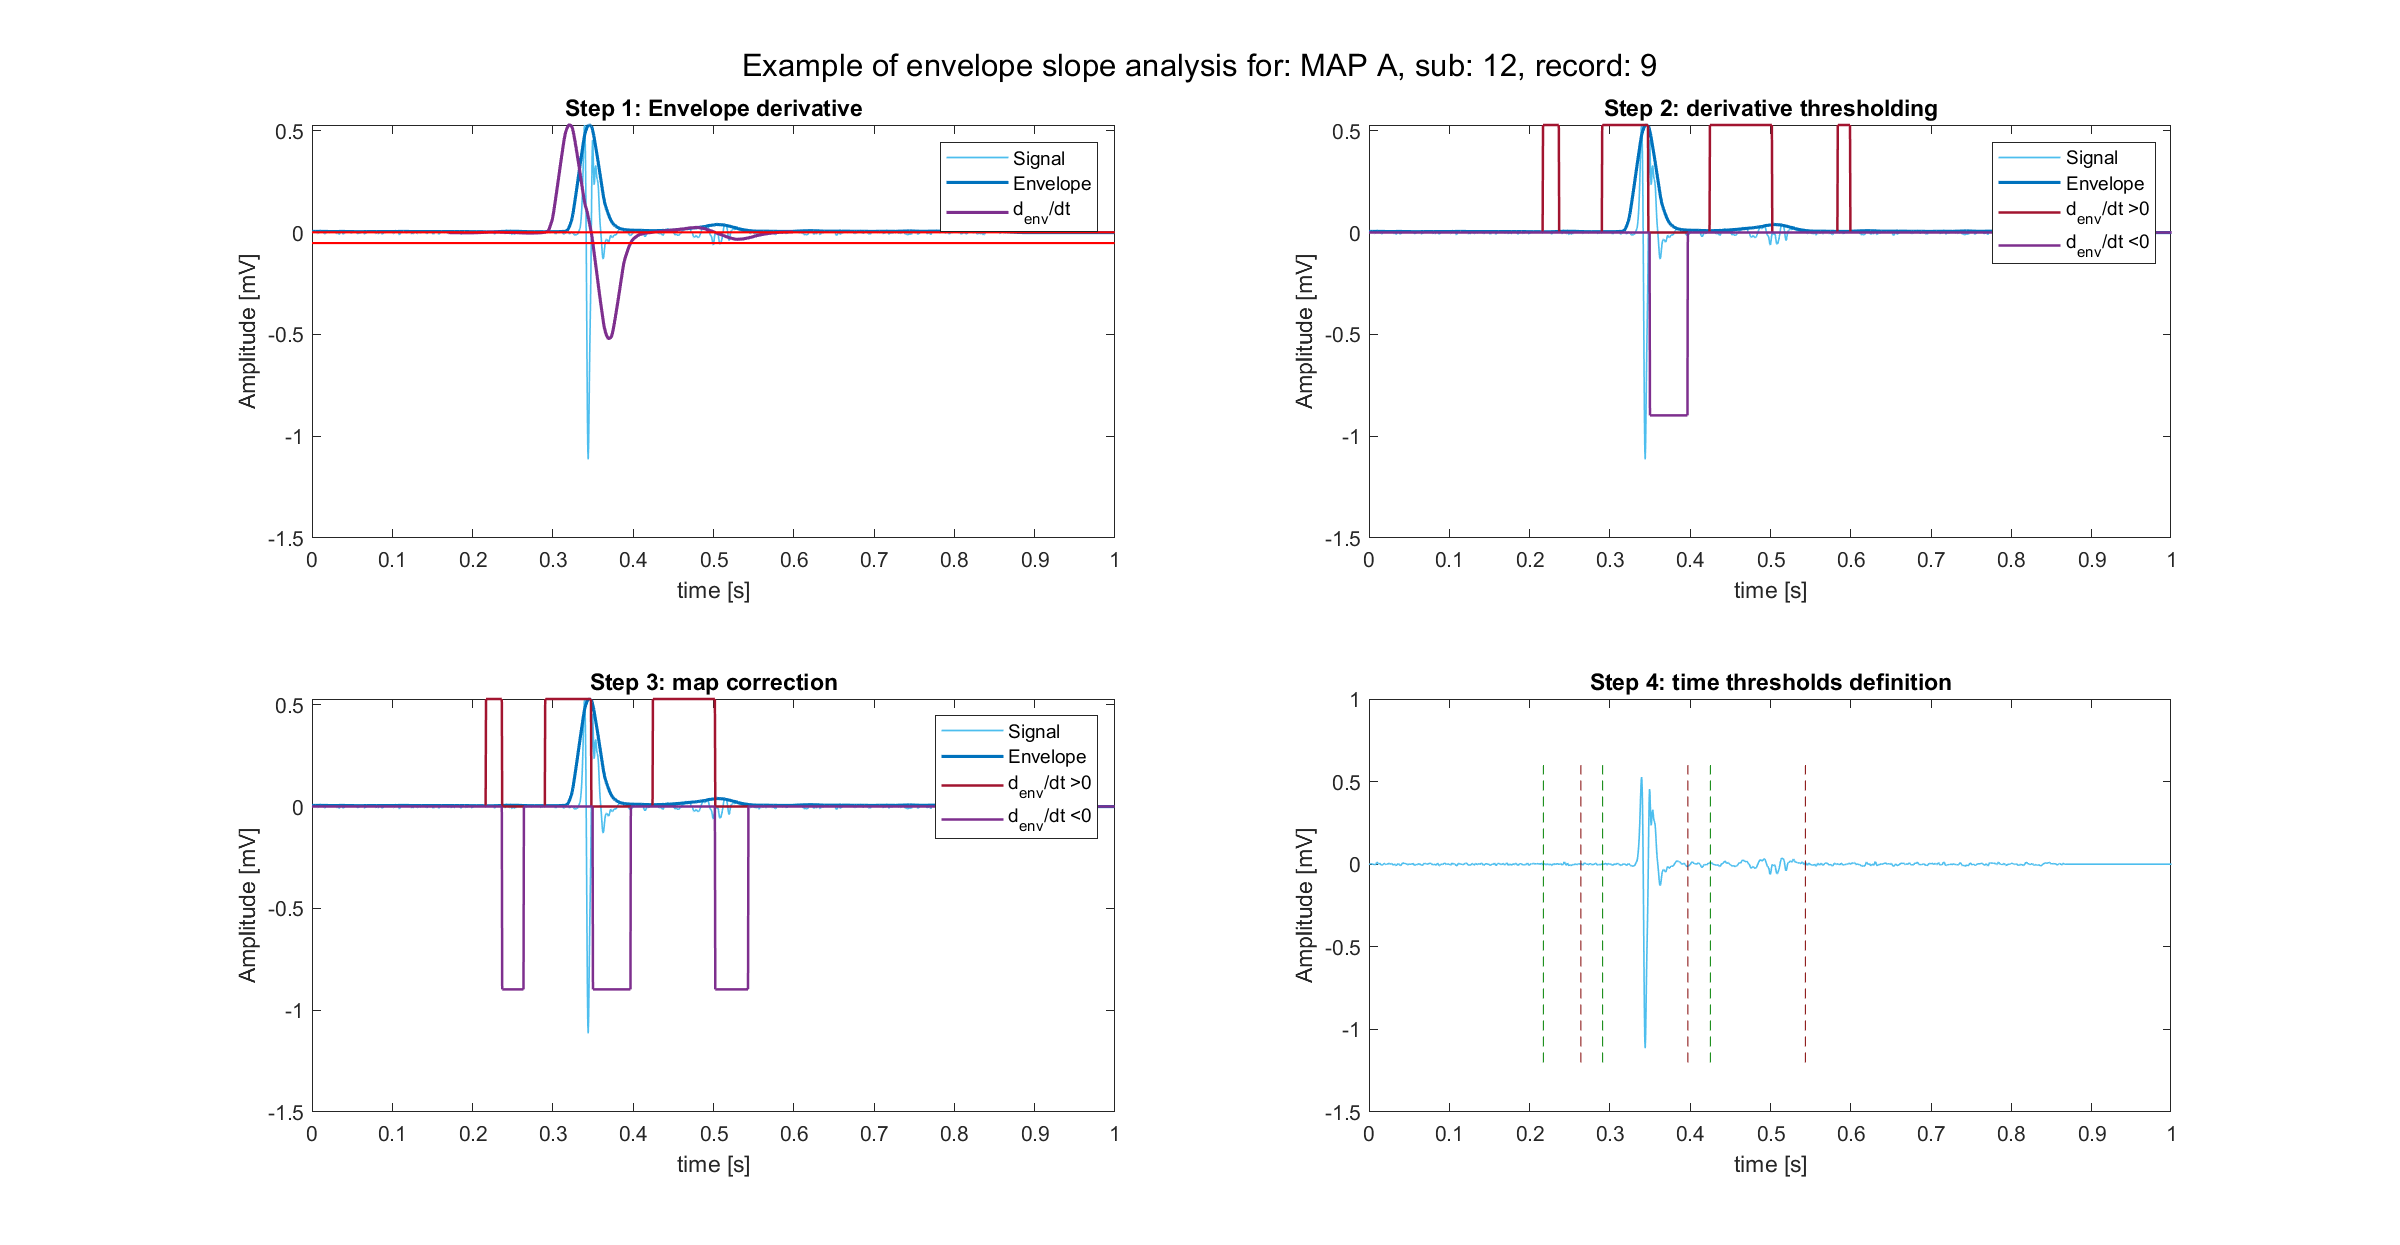 Example of envelope slope analysis for: MAP A, sub: 12, record: 9
Step 1: Envelope derivative
0.5
0
-0.5
-1
-1.5
Amplitude [mV]
Signal
Envelope
d_env/dt
0 0.1 0.2 0.3 0.4 0.5 0.6 0.7 0.8 0.9 1
time [s]
Step 2: derivative thresholding
0.5
0
-0.5
-1
-1.5
Amplitude [mV]
Signal
Envelope
d_env/dt >0
d_env/dt <0
0 0.1 0.2 0.3 0.4 0.5 0.6 0.7 0.8 0.9 1
time [s]
Step 3: map correction
0.5
0
-0.5
-1
-1.5
Amplitude [mV]
Signal
Envelope
d_env/dt >0
d_env/dt <0
0 0.1 0.2 0.3 0.4 0.5 0.6 0.7 0.8 0.9 1
time [s]
Step 4: time thresholds definition
1
0.5
0
-0.5
-1
-1.5
Amplitude [mV]
0 0.1 0.2 0.3 0.4 0.5 0.6 0.7 0.8 0.9 1
time [s]